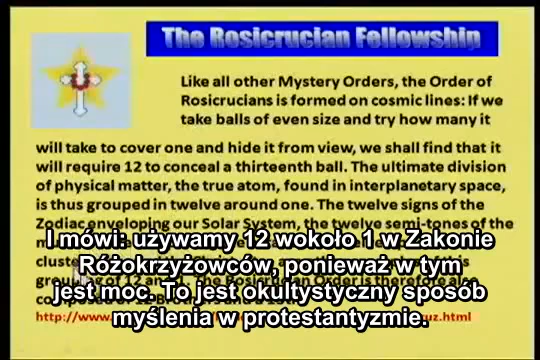 The Rosicrucian Fellowship
Like all other Mystery Orders, the Order of
Rosicrucians is formed on cosmic lines: If we
take balls of even size and try how many it
will take to cover one and hide it from view, we shall find that it
will require 12 to conceal a thirteenth ball. The ultimate division
of physical matter, the true atom, found in interplanetary space,
is thus grouped in twelve around one. The twelve signs of the
Zodiac enveloping our Solar System, the twelve semi-tones of the
I mówi: używamy 12 wokoło 1 w Zakonie
Różokrzyżowców, ponieważ w tym
jest moc. To jest okultystyczny sposób
myślenia w protestantyzmie.